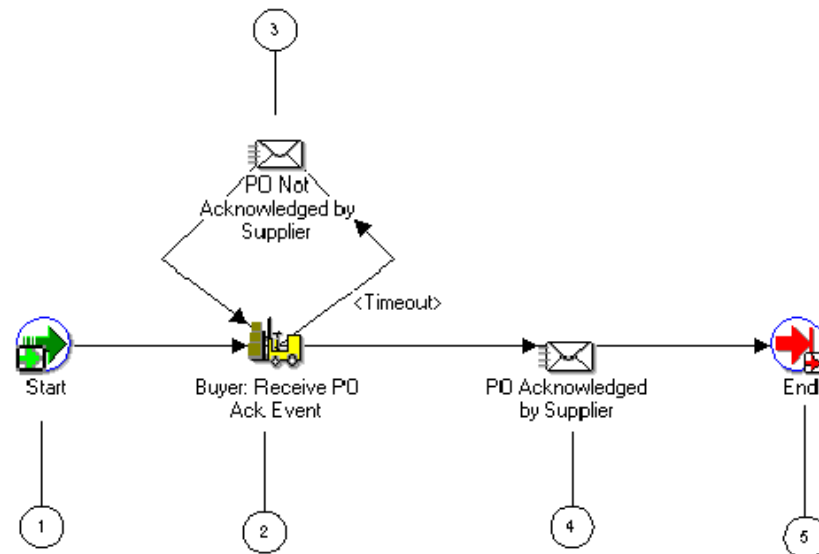 3
PO Not
Acknowledged by
Supplier
<Timeout>
Start
Buyer: Receive PO
Ack. Event
PO Acknowledged
by Supplier
End
1
2
4
5